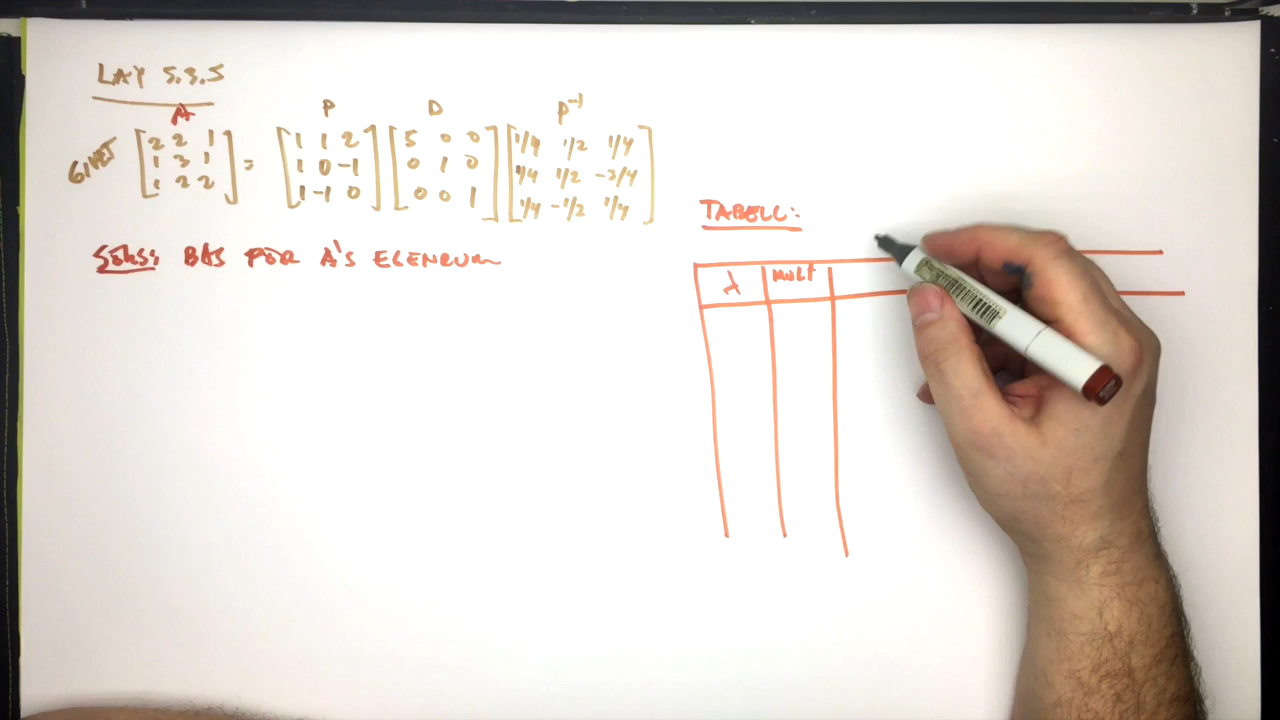 LAY 5.3.5
A P D P⁻¹
GIVET [2 2 1; 1 3 1; 1 2 2] = [1 1 2; 1 0 -1; 1 -1 0] [5 0 0; 0 1 0; 0 0 1] [1/4 1/2 1/4; 1/4 1/2 -3/4; 1/4 -1/2 1/4]
SÖKS: BAS FÖR A'S EGENRUM
TABELL:
λ MULT